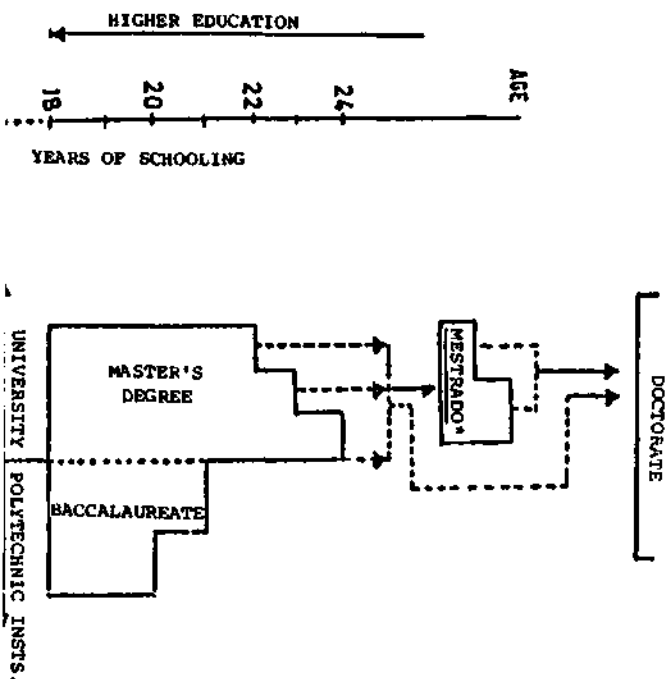 HIGHER EDUCATION
18 20 22 24 AGE
YEARS OF SCHOOLING
MASTER'S
DEGREE
BACCALAUREATE
UNIVERSITY
POLYTECHNIC INSTS.
MESTRADO*
DOCTORATE